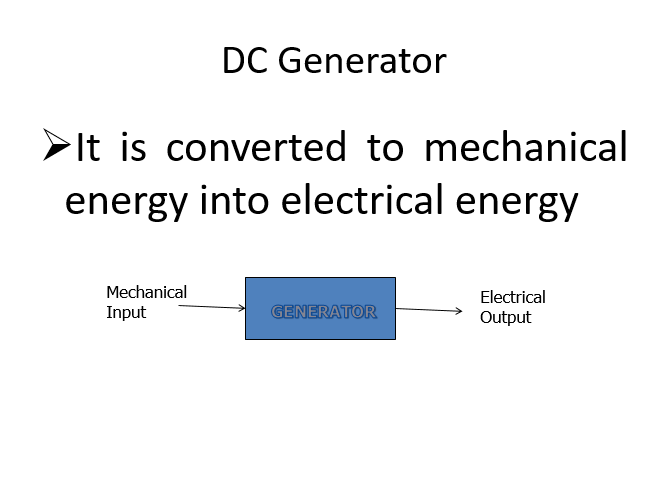 DC Generator
➢It is converted to mechanical
energy into electrical energy
Mechanical
Input
GENERATOR
Electrical
Output